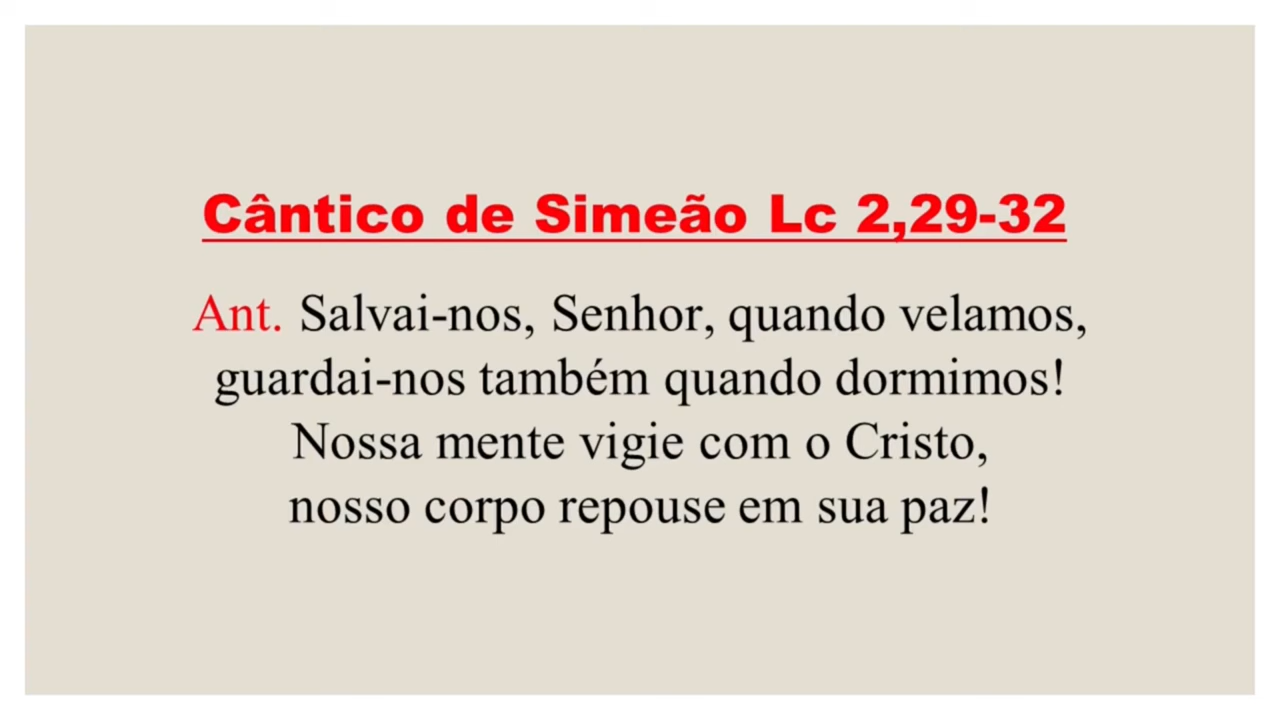 Cântico de Simeão Lc 2,29-32
Ant. Salvai-nos, Senhor, quando velamos,
guardai-nos também quando dormimos!
Nossa mente vigie com o Cristo,
nosso corpo repouse em sua paz!